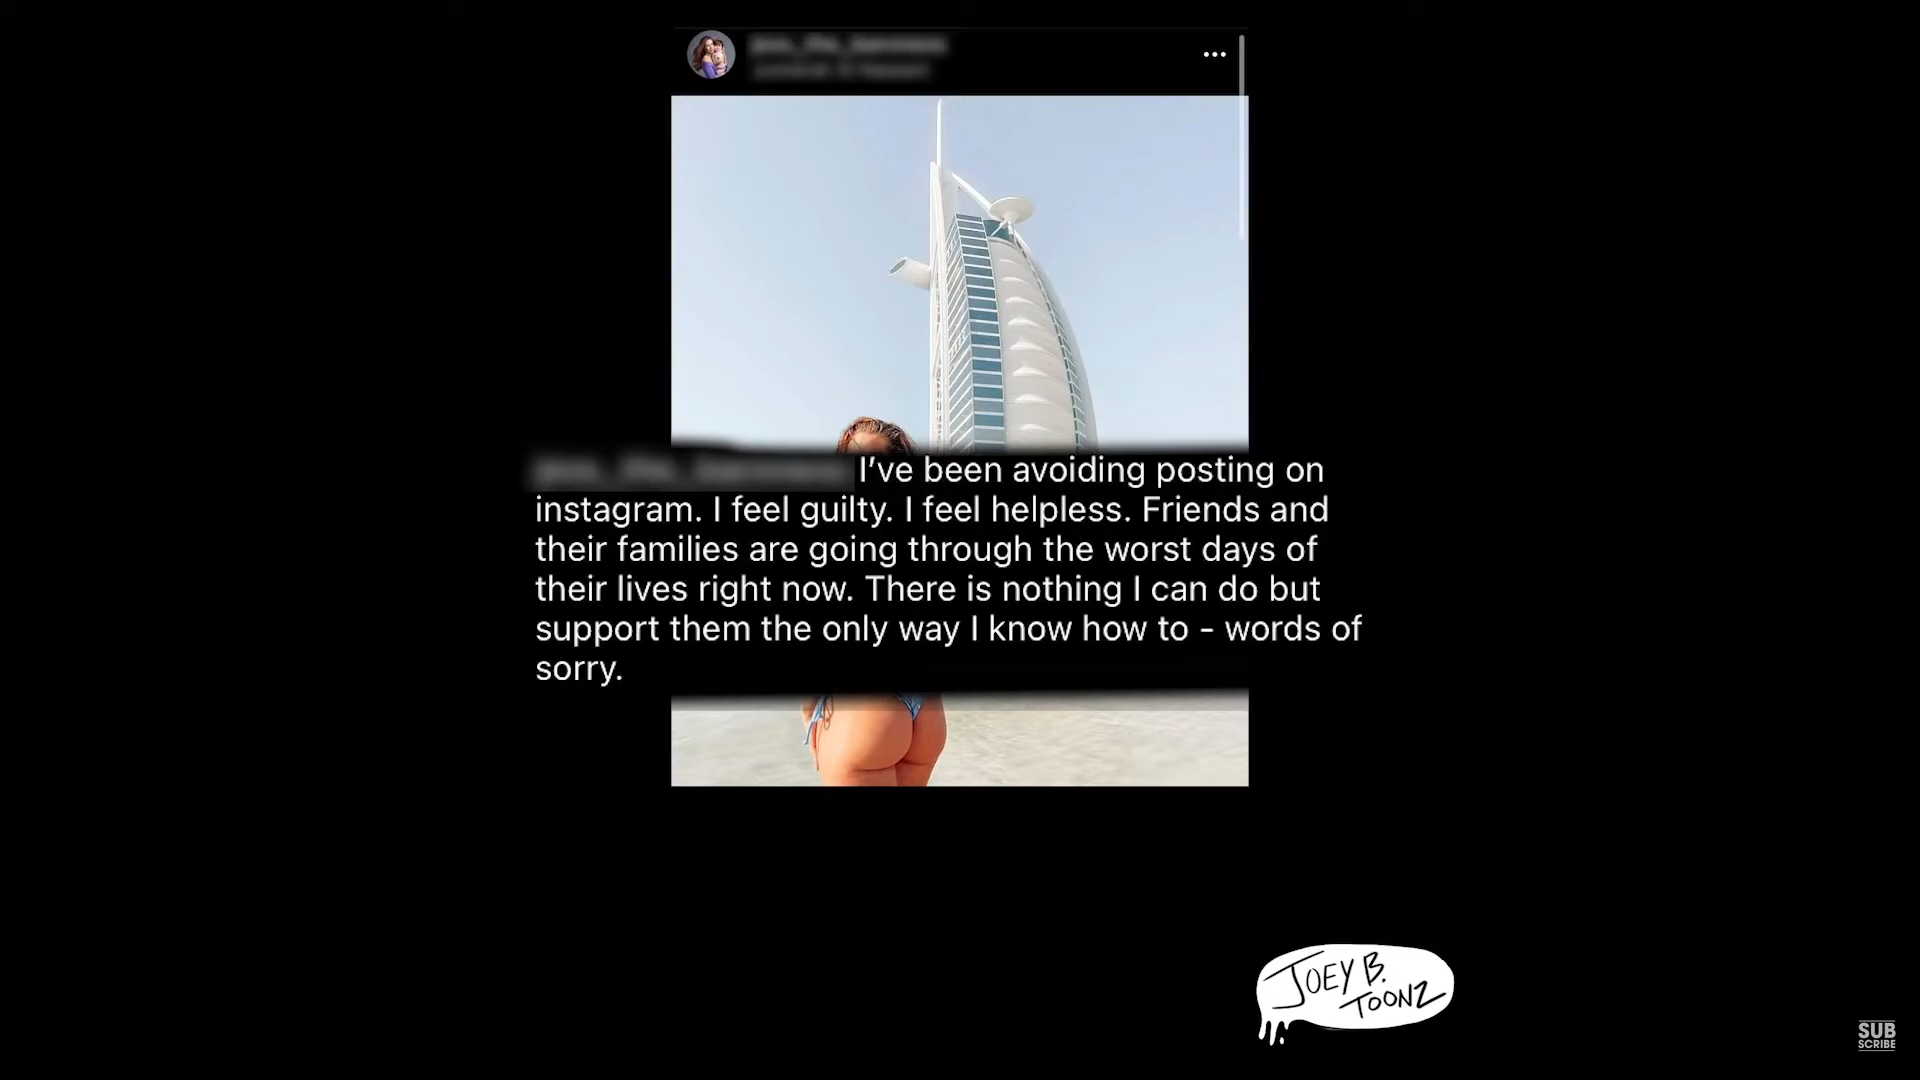 I've been avoiding posting on
instagram. I feel guilty. I feel helpless. Friends and
their families are going through the worst days of
their lives right now. There is nothing I can do but
support them the only way I know how to - words of
sorry.
JOEY B.
TOONZ
SUB
SCRIBE